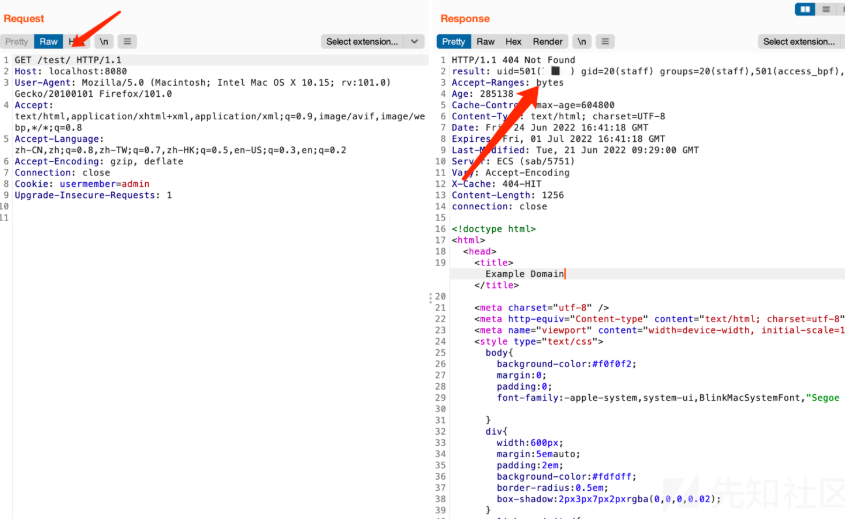 Request
Pretty Raw \n
Select extension...
1 GET /test/ HTTP/1.1
2 Host: localhost:8080
3 User-Agent: Mozilla/5.0 (Macintosh; Intel Mac OS X 10.15; rv:101.0)
Gecko/20100101 Firefox/101.0
4 Accept:
text/html,application/xhtml+xml,application/xml;q=0.9,image/avif,image/we
bp,*/*;q=0.8
5 Accept-Language:
zh-CN,zh;q=0.8,zh-TW;q=0.7,zh-HK;q=0.5,en-US;q=0.3,en;q=0.2
6 Accept-Encoding: gzip, deflate
7 Connection: close
8 Cookie: usermember=admin
9 Upgrade-Insecure-Requests: 1
10
11
Response
Pretty Raw Hex Render \n
Select extension...
1 HTTP/1.1 404 Not Found
2 result: uid=501( ) gid=20(staff) groups=20(staff),501(access_bpf),
3 Accept-Ranges: bytes
4 Age: 285138
5 Cache-Control: max-age=604800
6 Content-Type: text/html; charset=UTF-8
7 Date: Fri, 24 Jun 2022 16:41:18 GMT
8 Expires: Fri, 01 Jul 2022 16:41:18 GMT
9 Last-Modified: Tue, 21 Jun 2022 09:29:00 GMT
10 Server: ECS (sab/5751)
11 Vary: Accept-Encoding
12 X-Cache: 404-HIT
13 Content-Length: 1256
14 connection: close
15
16 <!doctype html>
17 <html>
18 <head>
19 <title>
Example Domain
</title>
20
21 <meta charset="utf-8" />
22 <meta http-equiv="Content-type" content="text/html; charset=utf-8"
23 <meta name="viewport" content="width=device-width, initial-scale=1
24 <style type="text/css">
25 body{
26 background-color:#f0f0f2;
27 margin:0;
28 padding:0;
29 font-family:-apple-system,system-ui,BlinkMacSystemFont,"Segoe
30
31 }
32 div{
33 width:600px;
34 margin:5emauto;
35 padding:2em;
36 background-color:#fdfdff;
37 border-radius:0.5em;
38 box-shadow:2px3px7px2pxrgba(0,0,0,0.02);
39 }
先知社区